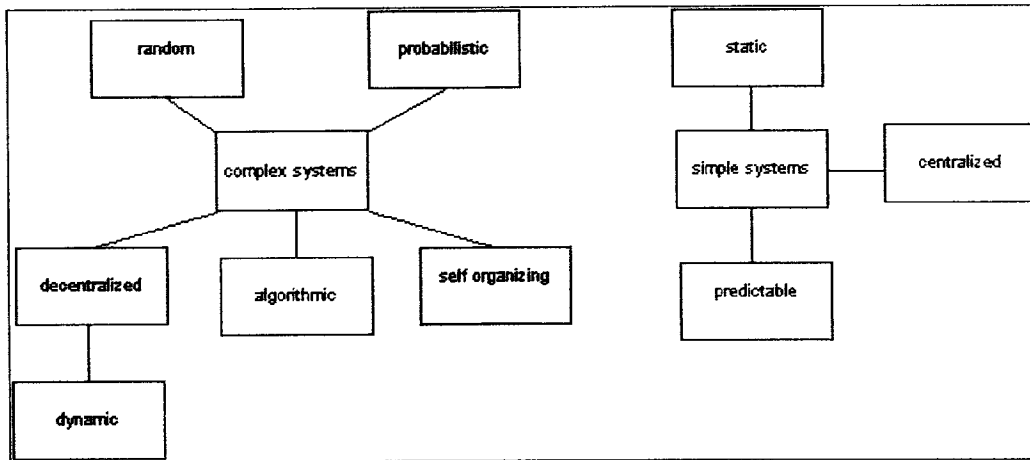 random
probabilistic
static
complex systems
simple systems
centralized
decentralized
algorithmic
self organizing
predictable
dynamic